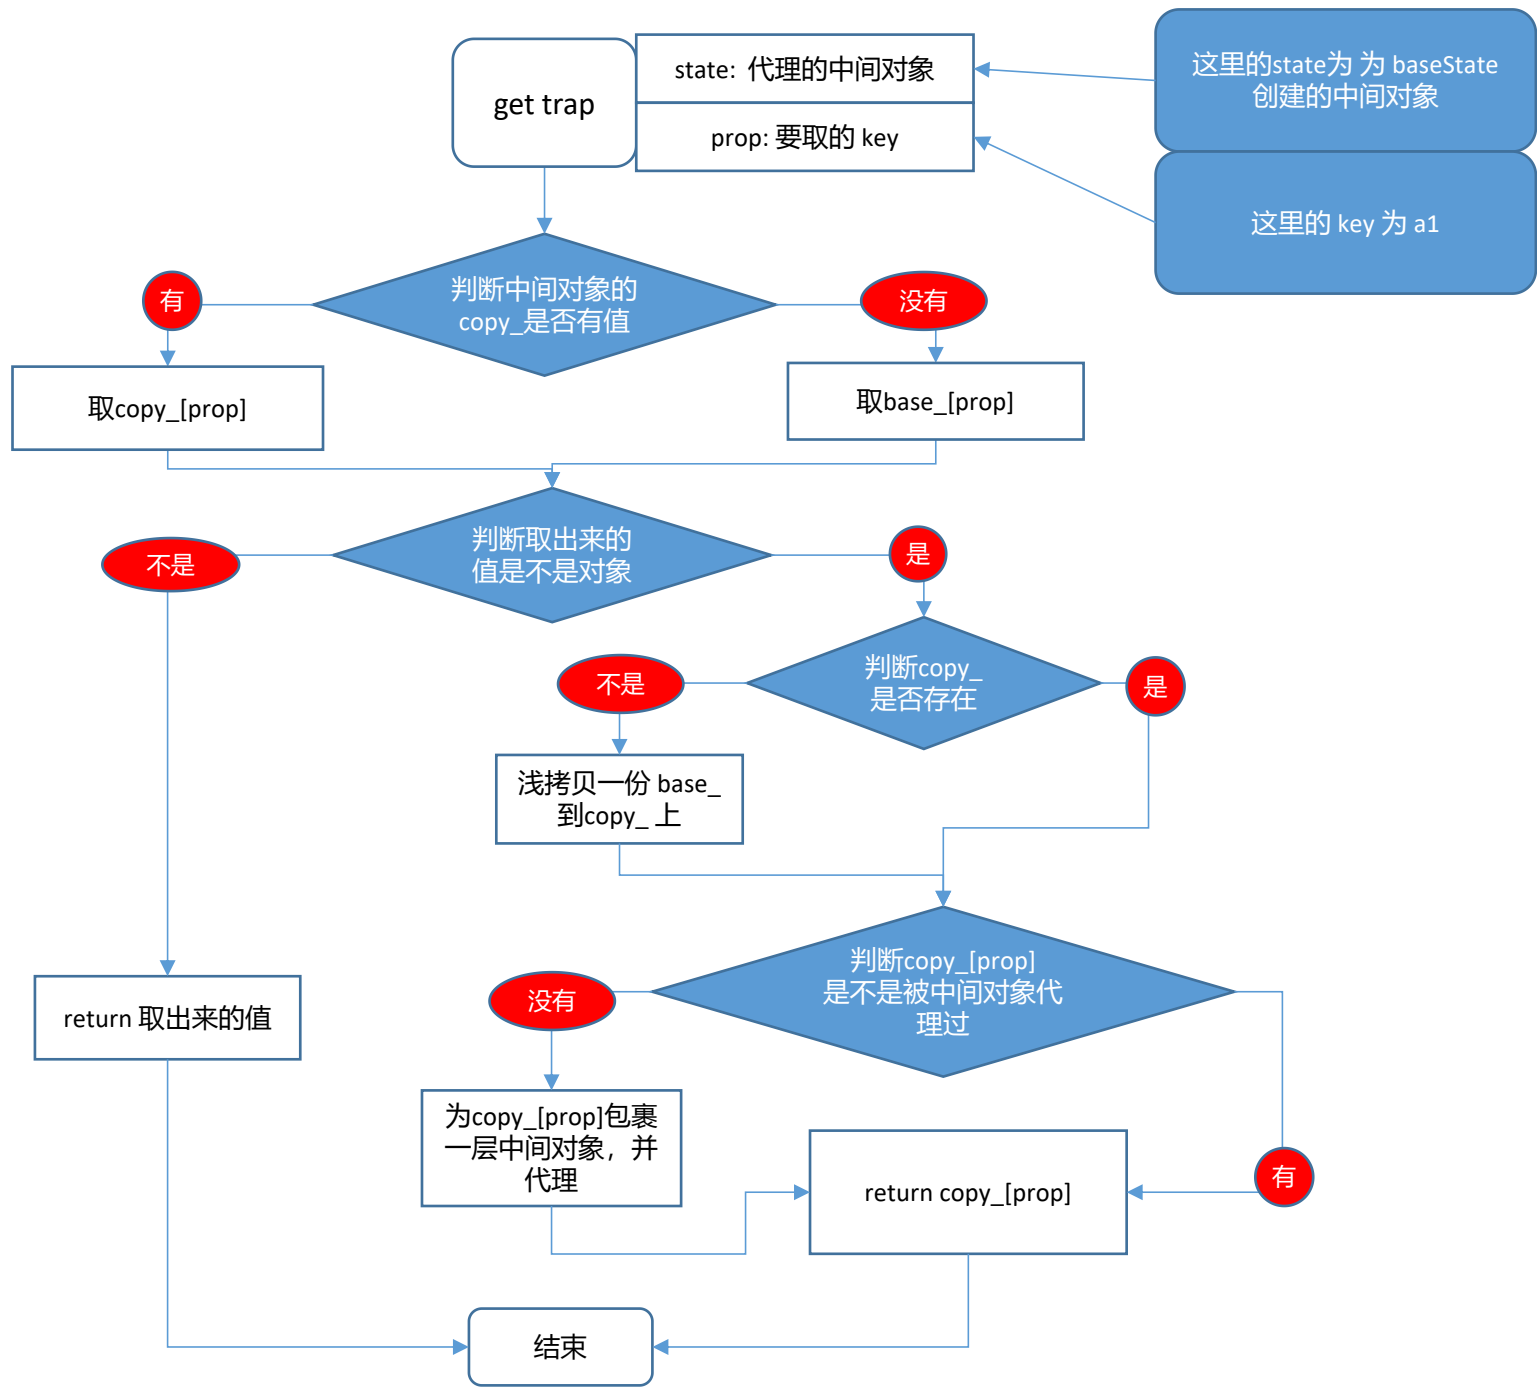 get trap
state: 代理的中间对象
prop: 要取的 key
这里的state为 为 baseState
创建的中间对象
这里的 key 为 a1
判断中间对象的
copy_是否有值
有
没有
取copy_[prop]
取base_[prop]
判断取出来的
值是不是对象
不是
是
判断copy_
是否存在
不是
是
浅拷贝一份 base_
到copy_ 上
判断copy_[prop]
是不是被中间对象代
理过
没有
有
return 取出来的值
为copy_[prop]包裹
一层中间对象，并
代理
return copy_[prop]
结束